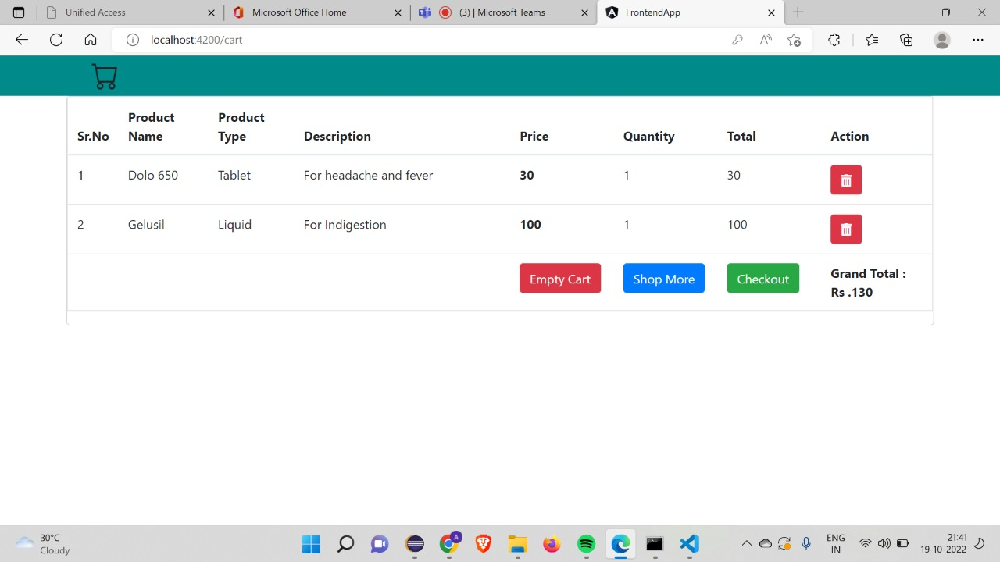 Unified Access
Microsoft Office Home
(3) | Microsoft Teams
FrontendApp
localhost:4200/cart
Sr.No Product Name Product Type Description Price Quantity Total Action
1 Dolo 650 Tablet For headache and fever 30 1 30
2 Gelusil Liquid For Indigestion 100 1 100
Empty Cart Shop More Checkout Grand Total :
Rs .130
30°C
Cloudy
A
ENG
IN
21:41
19-10-2022